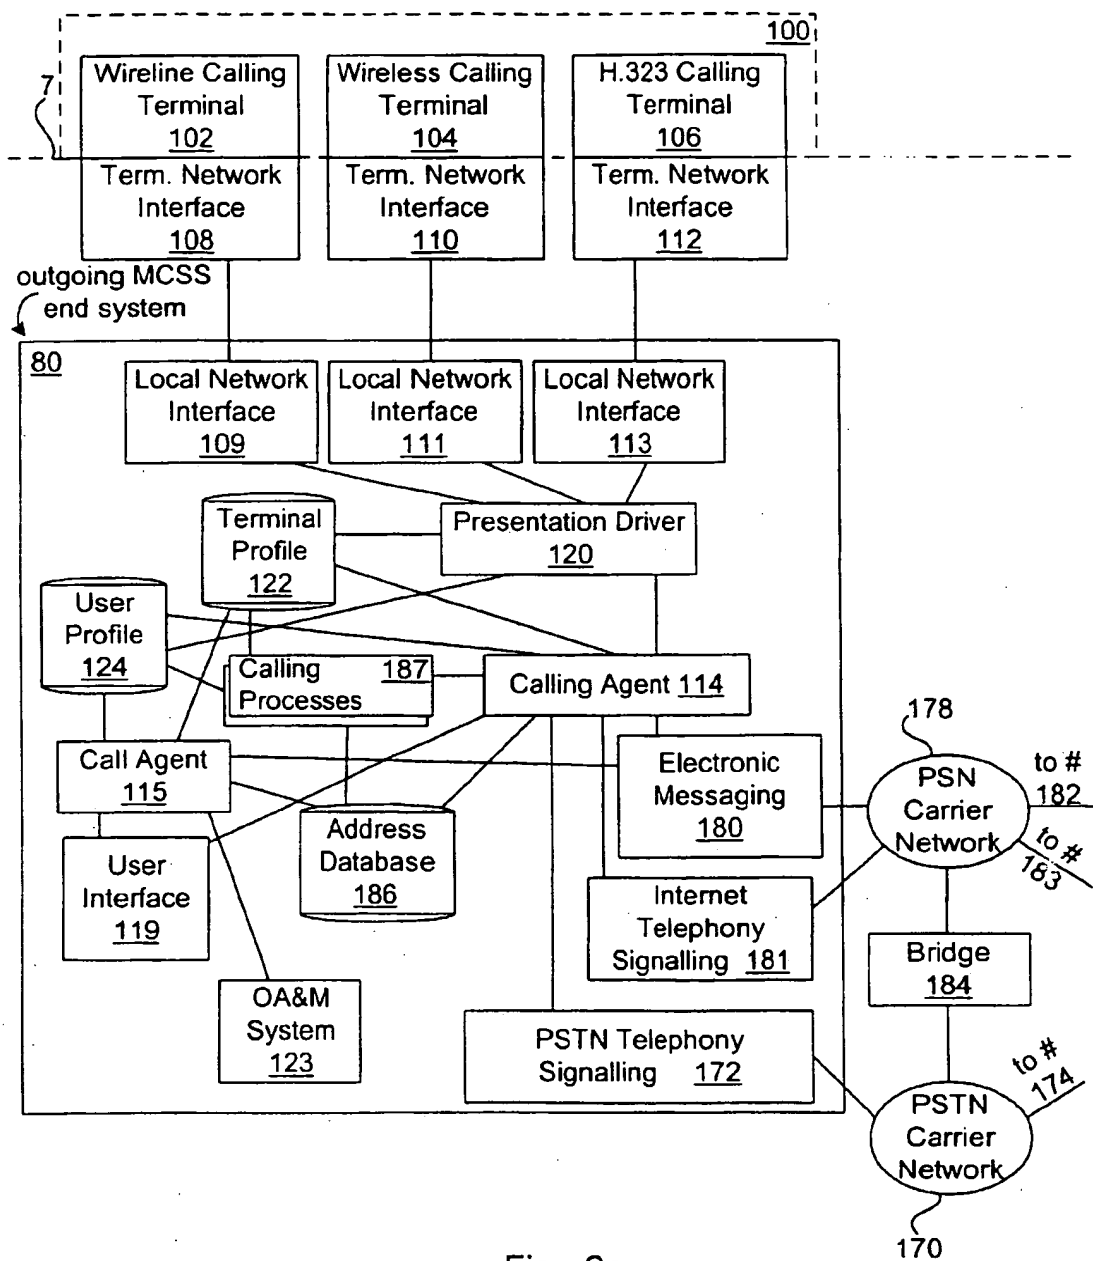 100
7
Wireline Calling
Terminal
102
Wireless Calling
Terminal
104
H.323 Calling
Terminal
106
Term. Network
Interface
108
Term. Network
Interface
110
Term. Network
Interface
112
outgoing MCSS
end system
80
Local Network
Interface
109
Local Network
Interface
111
Local Network
Interface
113
Terminal
Profile
122
Presentation Driver
120
User
Profile
124
Calling
Processes
187
Calling Agent 114
178
Call Agent
115
Electronic
Messaging
180
PSN
Carrier
Network
to #
182
to #
183
User
Interface
119
Address
Database
186
Internet
Telephony
Signalling 181
Bridge
184
OA&M
System
123
PSTN Telephony
Signalling 172
to #
174
PSTN
Carrier
Network
170